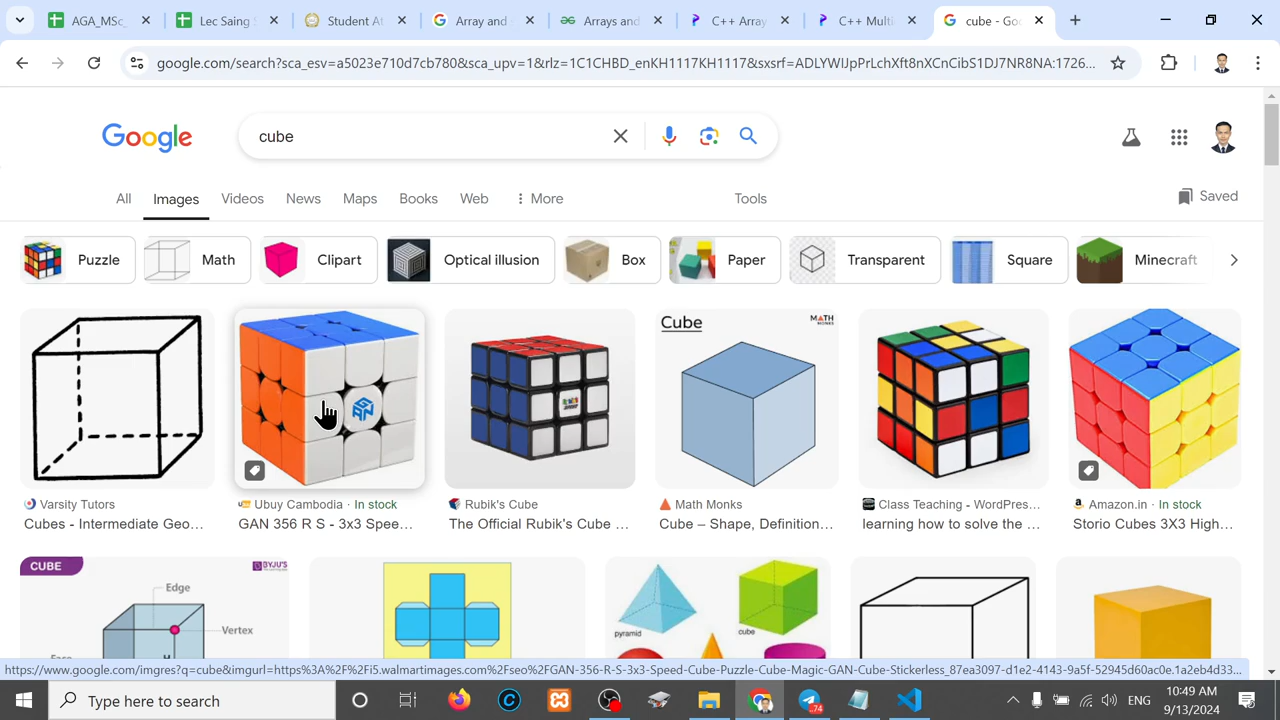 AGA_MSc_
Lec Saing S
Student At
Array and
Arrays and
C++ Array
C++ Multi
cube - Goo
google.com/search?sca_esv=a5023e710d7cb780&sca_upv=1&rlz=1C1CHBD_enKH1117KH1117&sxsrf=ADLYWIJpPrLchXft8nXCnCibS1DJ7NR8NA:1726...
Google
cube
All
Images
Videos
News
Maps
Books
Web
More
Tools
Saved
Puzzle
Math
Clipart
Optical illusion
Box
Paper
Transparent
Square
Minecraft
Cube
MATH
MONKS
GAN
Rubik's
Varsity Tutors
Ubuy Cambodia · In stock
Rubik's Cube
Math Monks
Class Teaching - WordPres...
Amazon.in · In stock
Cubes - Intermediate Geo...
GAN 356 R S - 3x3 Spee...
The Official Rubik's Cube ...
Cube – Shape, Definition...
learning how to solve the ...
Storio Cubes 3X3 High...
CUBE
BYJU'S
Edge
Vertex
Face
H
pyramid
cube
https://www.google.com/imgres?q=cube&imgurl=https%3A%2F%2Fi5.walmartimages.com%2Fseo%2FGAN-356-R-S-3x3-Speed-Cube-Puzzle-Cube-Magic-GAN-Cube-Stickerless_87ea3097-d1e2-4143-9a5f-52945d60ac0e.1a2eb4d33...
Type here to search
.74
ENG
10:49 AM
9/13/2024